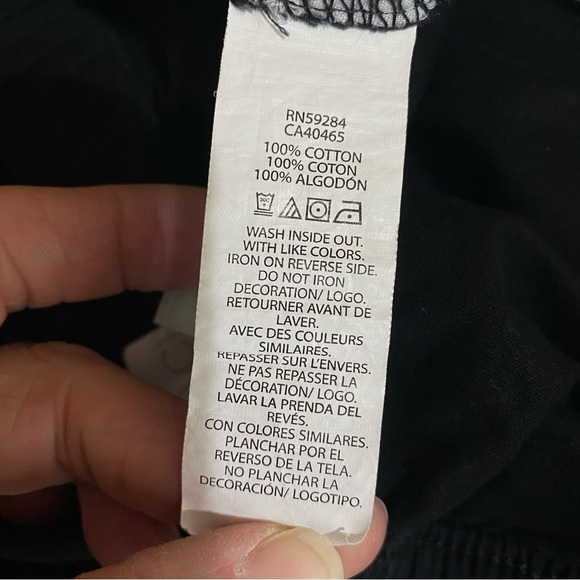 RN59284
CA40465
100% COTTON
100% COTON
100% ALGODÓN
30C
WASH INSIDE OUT.
WITH LIKE COLORS.
IRON ON REVERSE SIDE.
DO NOT IRON
DECORATION/ LOGO.
RETOURNER AVANT DE
LAVER.
AVEC DES COULEURS
SIMILAIRES.
REPASSER SUR L'ENVERS.
NE PAS REPASSER LA
DÉCORATION/ LOGO.
LAVAR LA PRENDA DEL
REVÉS.
CON COLORES SIMILARES.
PLANCHAR POR EL
REVERSO DE LA TELA.
NO PLANCHAR LA
DECORACIÓN/ LOGOTIPO.